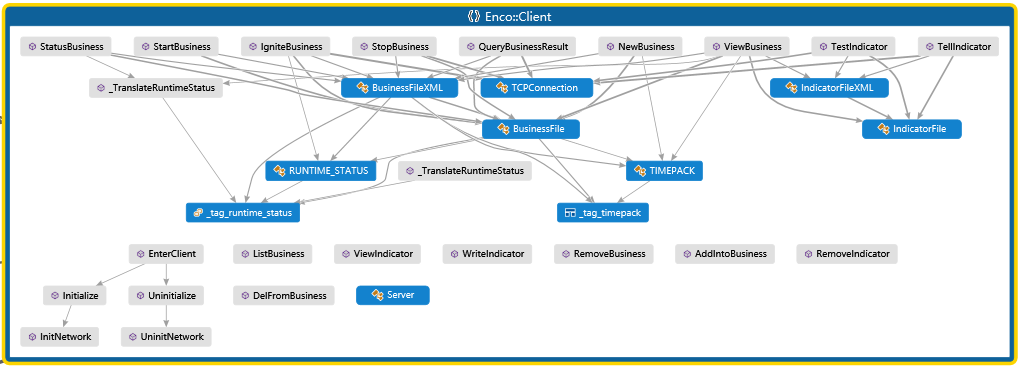 Enco::Client
StatusBusiness StartBusiness IgniteBusiness StopBusiness QueryBusinessResult NewBusiness ViewBusiness TestIndicator TellIndicator
_TranslateRuntimeStatus BusinessFileXML TCPConnection IndicatorFileXML
BusinessFile IndicatorFile
RUNTIME_STATUS _TranslateRuntimeStatus TIMEPACK
_tag_runtime_status _tag_timepack
EnterClient ListBusiness ViewIndicator WriteIndicator RemoveBusiness AddIntoBusiness RemoveIndicator
Initialize Uninitialize DelFromBusiness Server
InitNetwork UninitNetwork